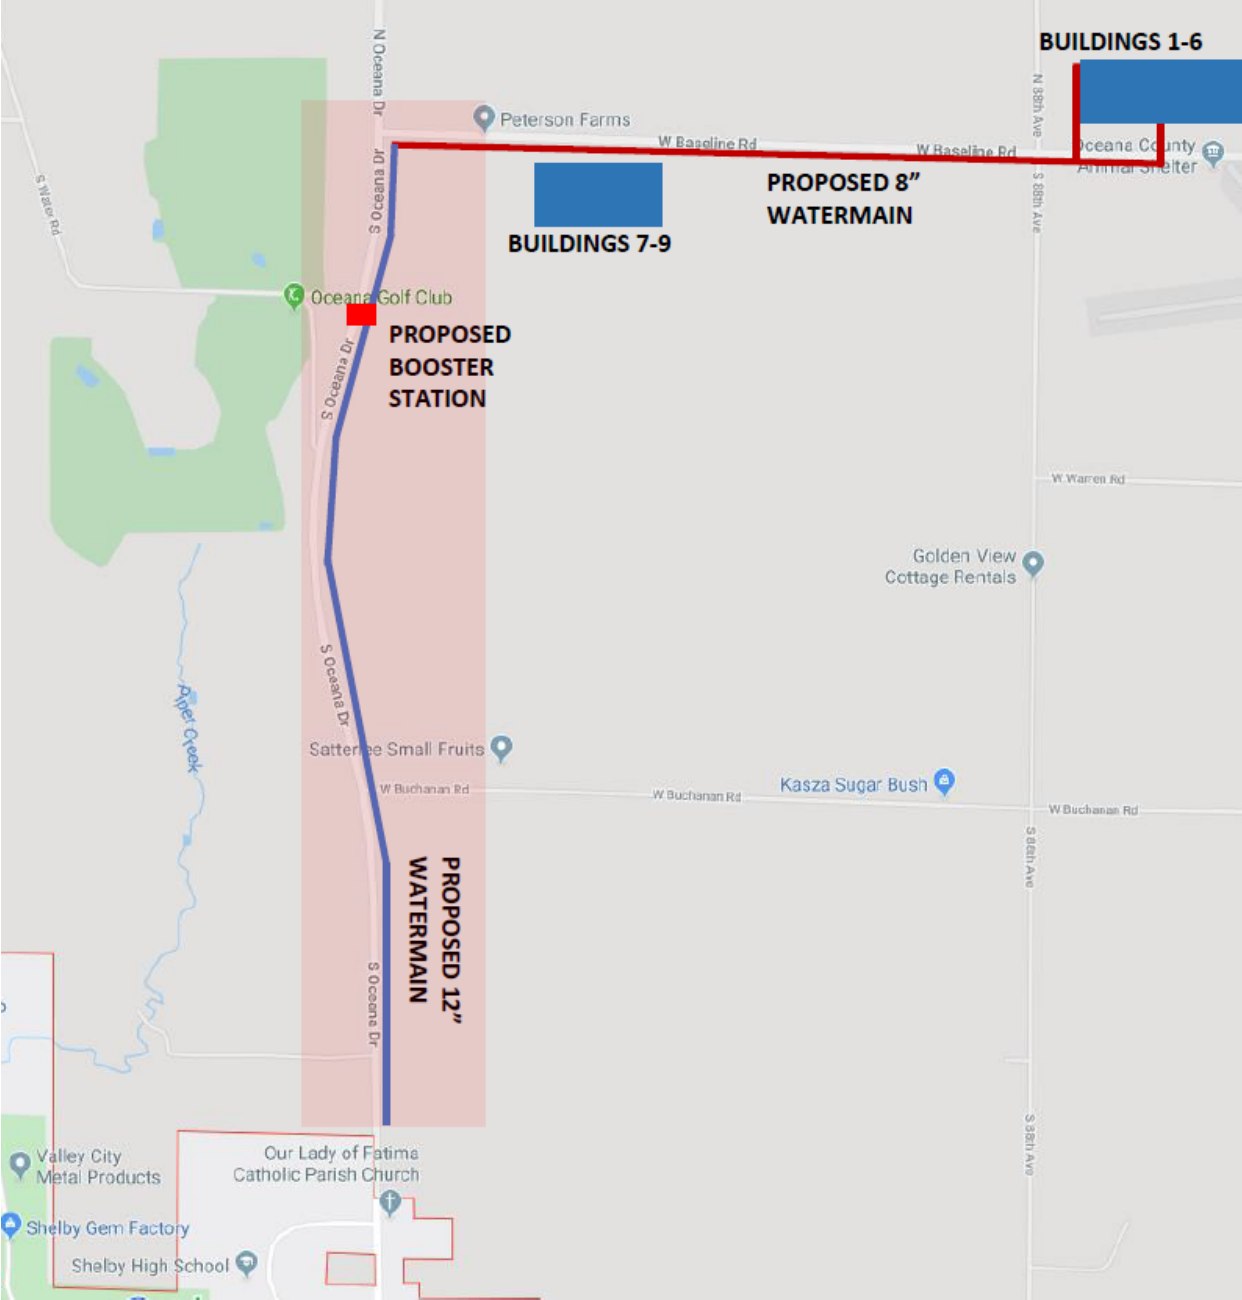 BUILDINGS 1-6
N Oceana Dr
N 88th Ave
Peterson Farms
W Baseline Rd
W Baseline Rd
Oceana County
Animal Shelter
S Oceana Dr
S Water Rd
PROPOSED 8”
WATERMAIN
S 88th Ave
BUILDINGS 7-9
Oceana Golf Club
PROPOSED
BOOSTER
STATION
S Oceana Dr
W Warren Rd
Golden View
Cottage Rentals
S Oceana Dr
Piper Creek
Satterlee Small Fruits
W Buchanan Rd
W Buchanan Rd
Kasza Sugar Bush
W Buchanan Rd
S 88th Ave
PROPOSED 12”
WATERMAIN
S Oceana Dr
S 88th Ave
Valley City
Metal Products
Our Lady of Fatima
Catholic Parish Church
Shelby Gem Factory
Shelby High School